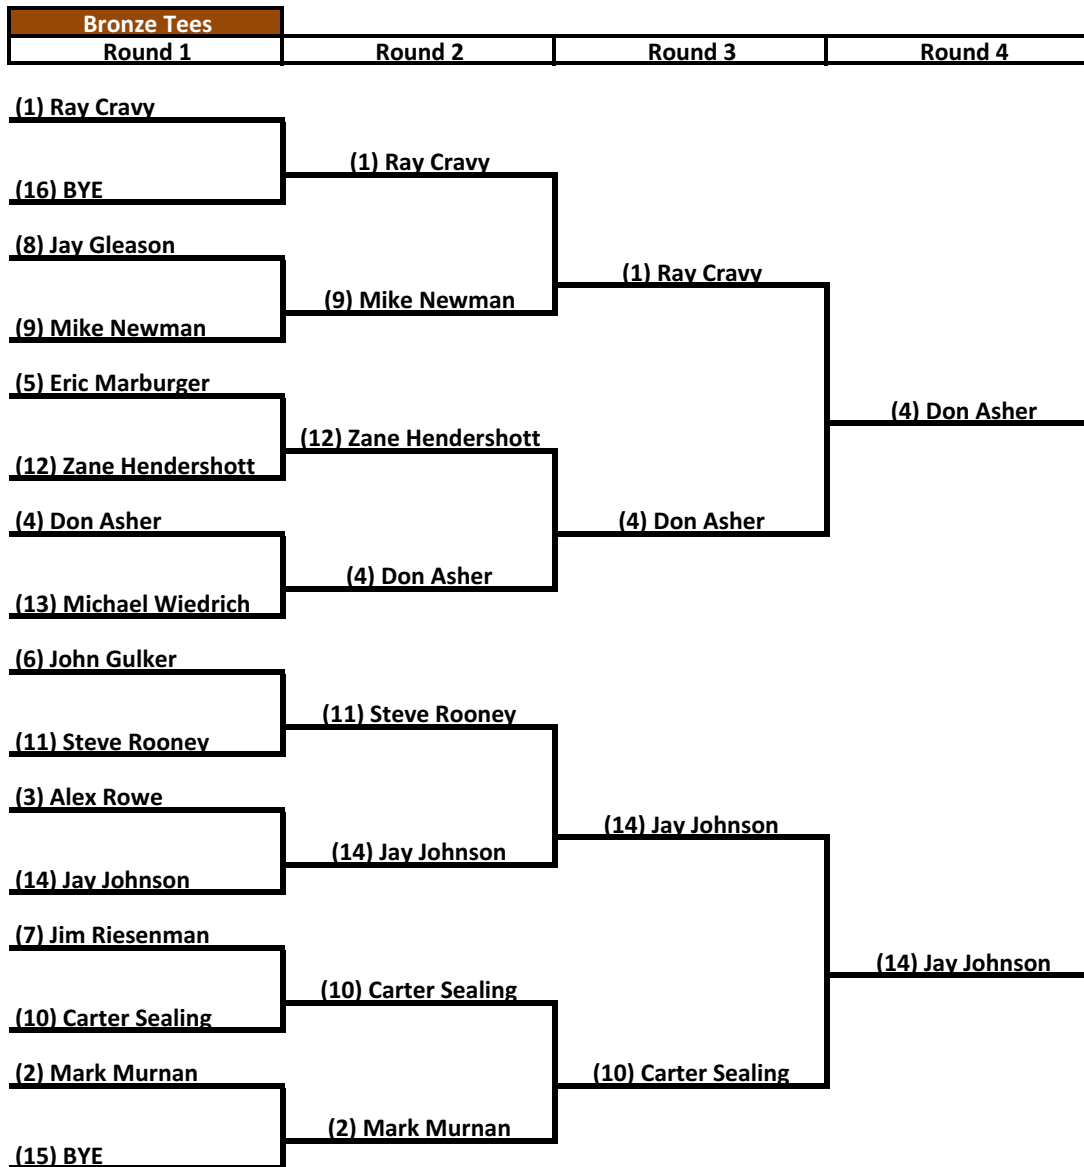 Bronze Tees
Round 1
Round 2
Round 3
Round 4
(1) Ray Cravy
(16) BYE
(8) Jay Gleason
(9) Mike Newman
(5) Eric Marburger
(12) Zane Hendershott
(4) Don Asher
(13) Michael Wiedrich
(6) John Gulker
(11) Steve Rooney
(3) Alex Rowe
(14) Jay Johnson
(7) Jim Riesenman
(10) Carter Sealing
(2) Mark Murnan
(15) BYE
(1) Ray Cravy
(9) Mike Newman
(12) Zane Hendershott
(4) Don Asher
(11) Steve Rooney
(14) Jay Johnson
(10) Carter Sealing
(2) Mark Murnan
(1) Ray Cravy
(4) Don Asher
(14) Jay Johnson
(10) Carter Sealing
(4) Don Asher
(14) Jay Johnson